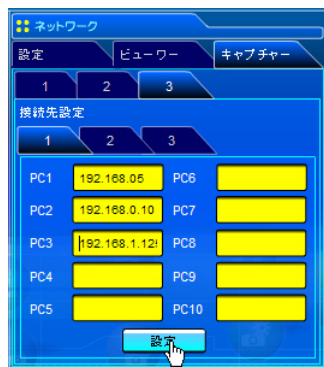 ネットワーク
設定 ビューワー キャプチャー
1 2 3
接続先設定
1 2 3
PC1 192.168.05 PC6
PC2 192.168.0.10 PC7
PC3 192.168.1.12 PC8
PC4 PC9
PC5 PC10
設定